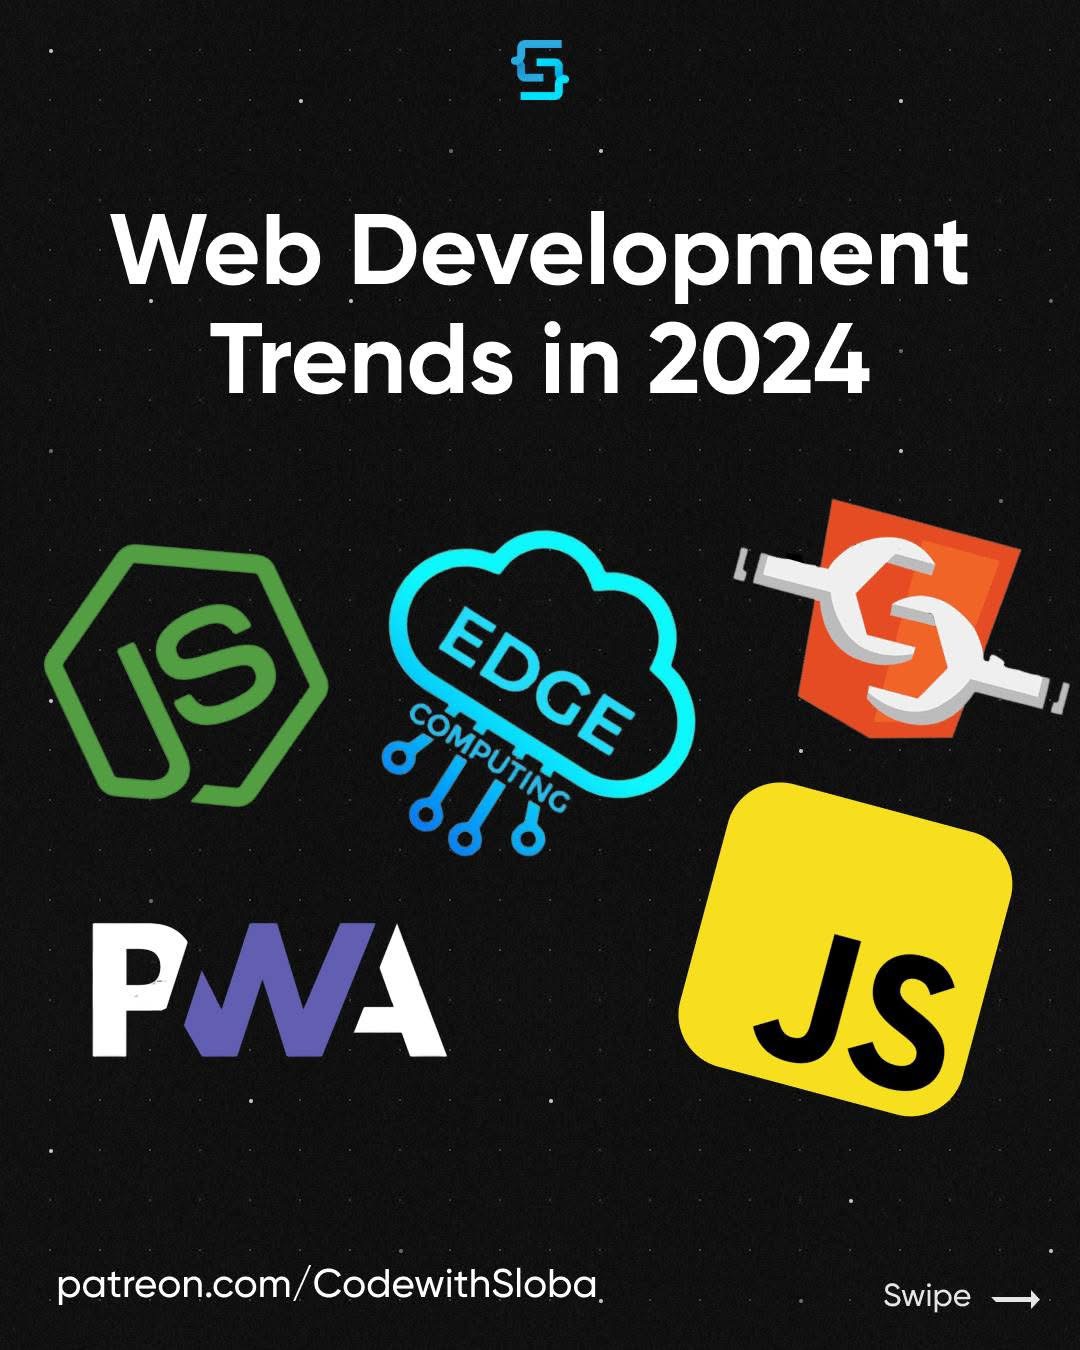 Web Development
Trends in 2024
JS
EDGE
COMPUTING
PWA
JS
patreon.com/CodewithSloba
Swipe